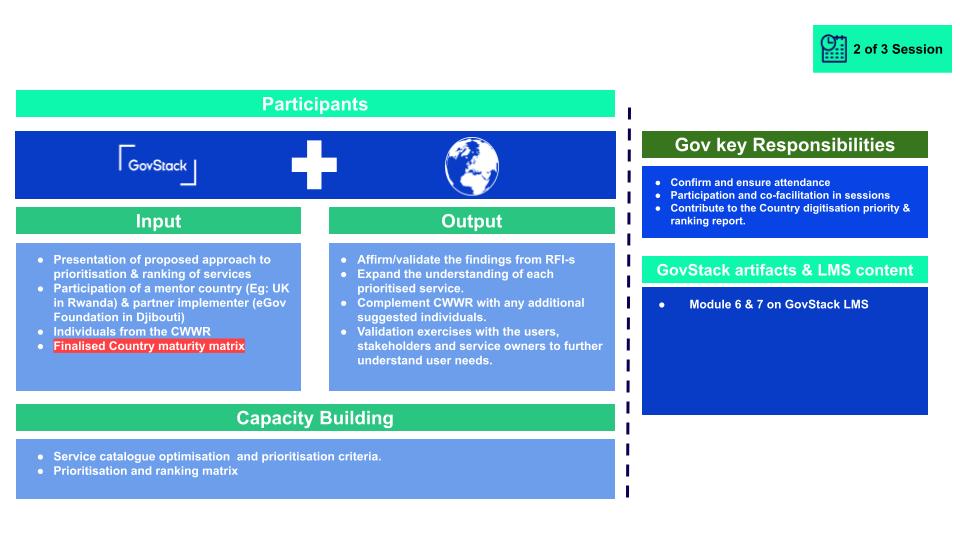 2 of 3 Session
Participants
GovStack
Input
● Presentation of proposed approach to
prioritisation & ranking of services
● Participation of a mentor country (Eg: UK
in Rwanda) & partner implementer (eGov
Foundation in Djibouti)
● Individuals from the CWWR
● Finalised Country maturity matrix
Output
● Affirm/validate the findings from RFI-s
● Expand the understanding of each
prioritised service.
● Complement CWWR with any additional
suggested individuals.
● Validation exercises with the users,
stakeholders and service owners to further
understand user needs.
Capacity Building
● Service catalogue optimisation  and prioritisation criteria.
● Prioritisation and ranking matrix
Gov key Responsibilities
● Confirm and ensure attendance
● Participation and co-facilitation in sessions
● Contribute to the Country digitisation priority &
ranking report.
GovStack artifacts & LMS content
● Module 6 & 7 on GovStack LMS